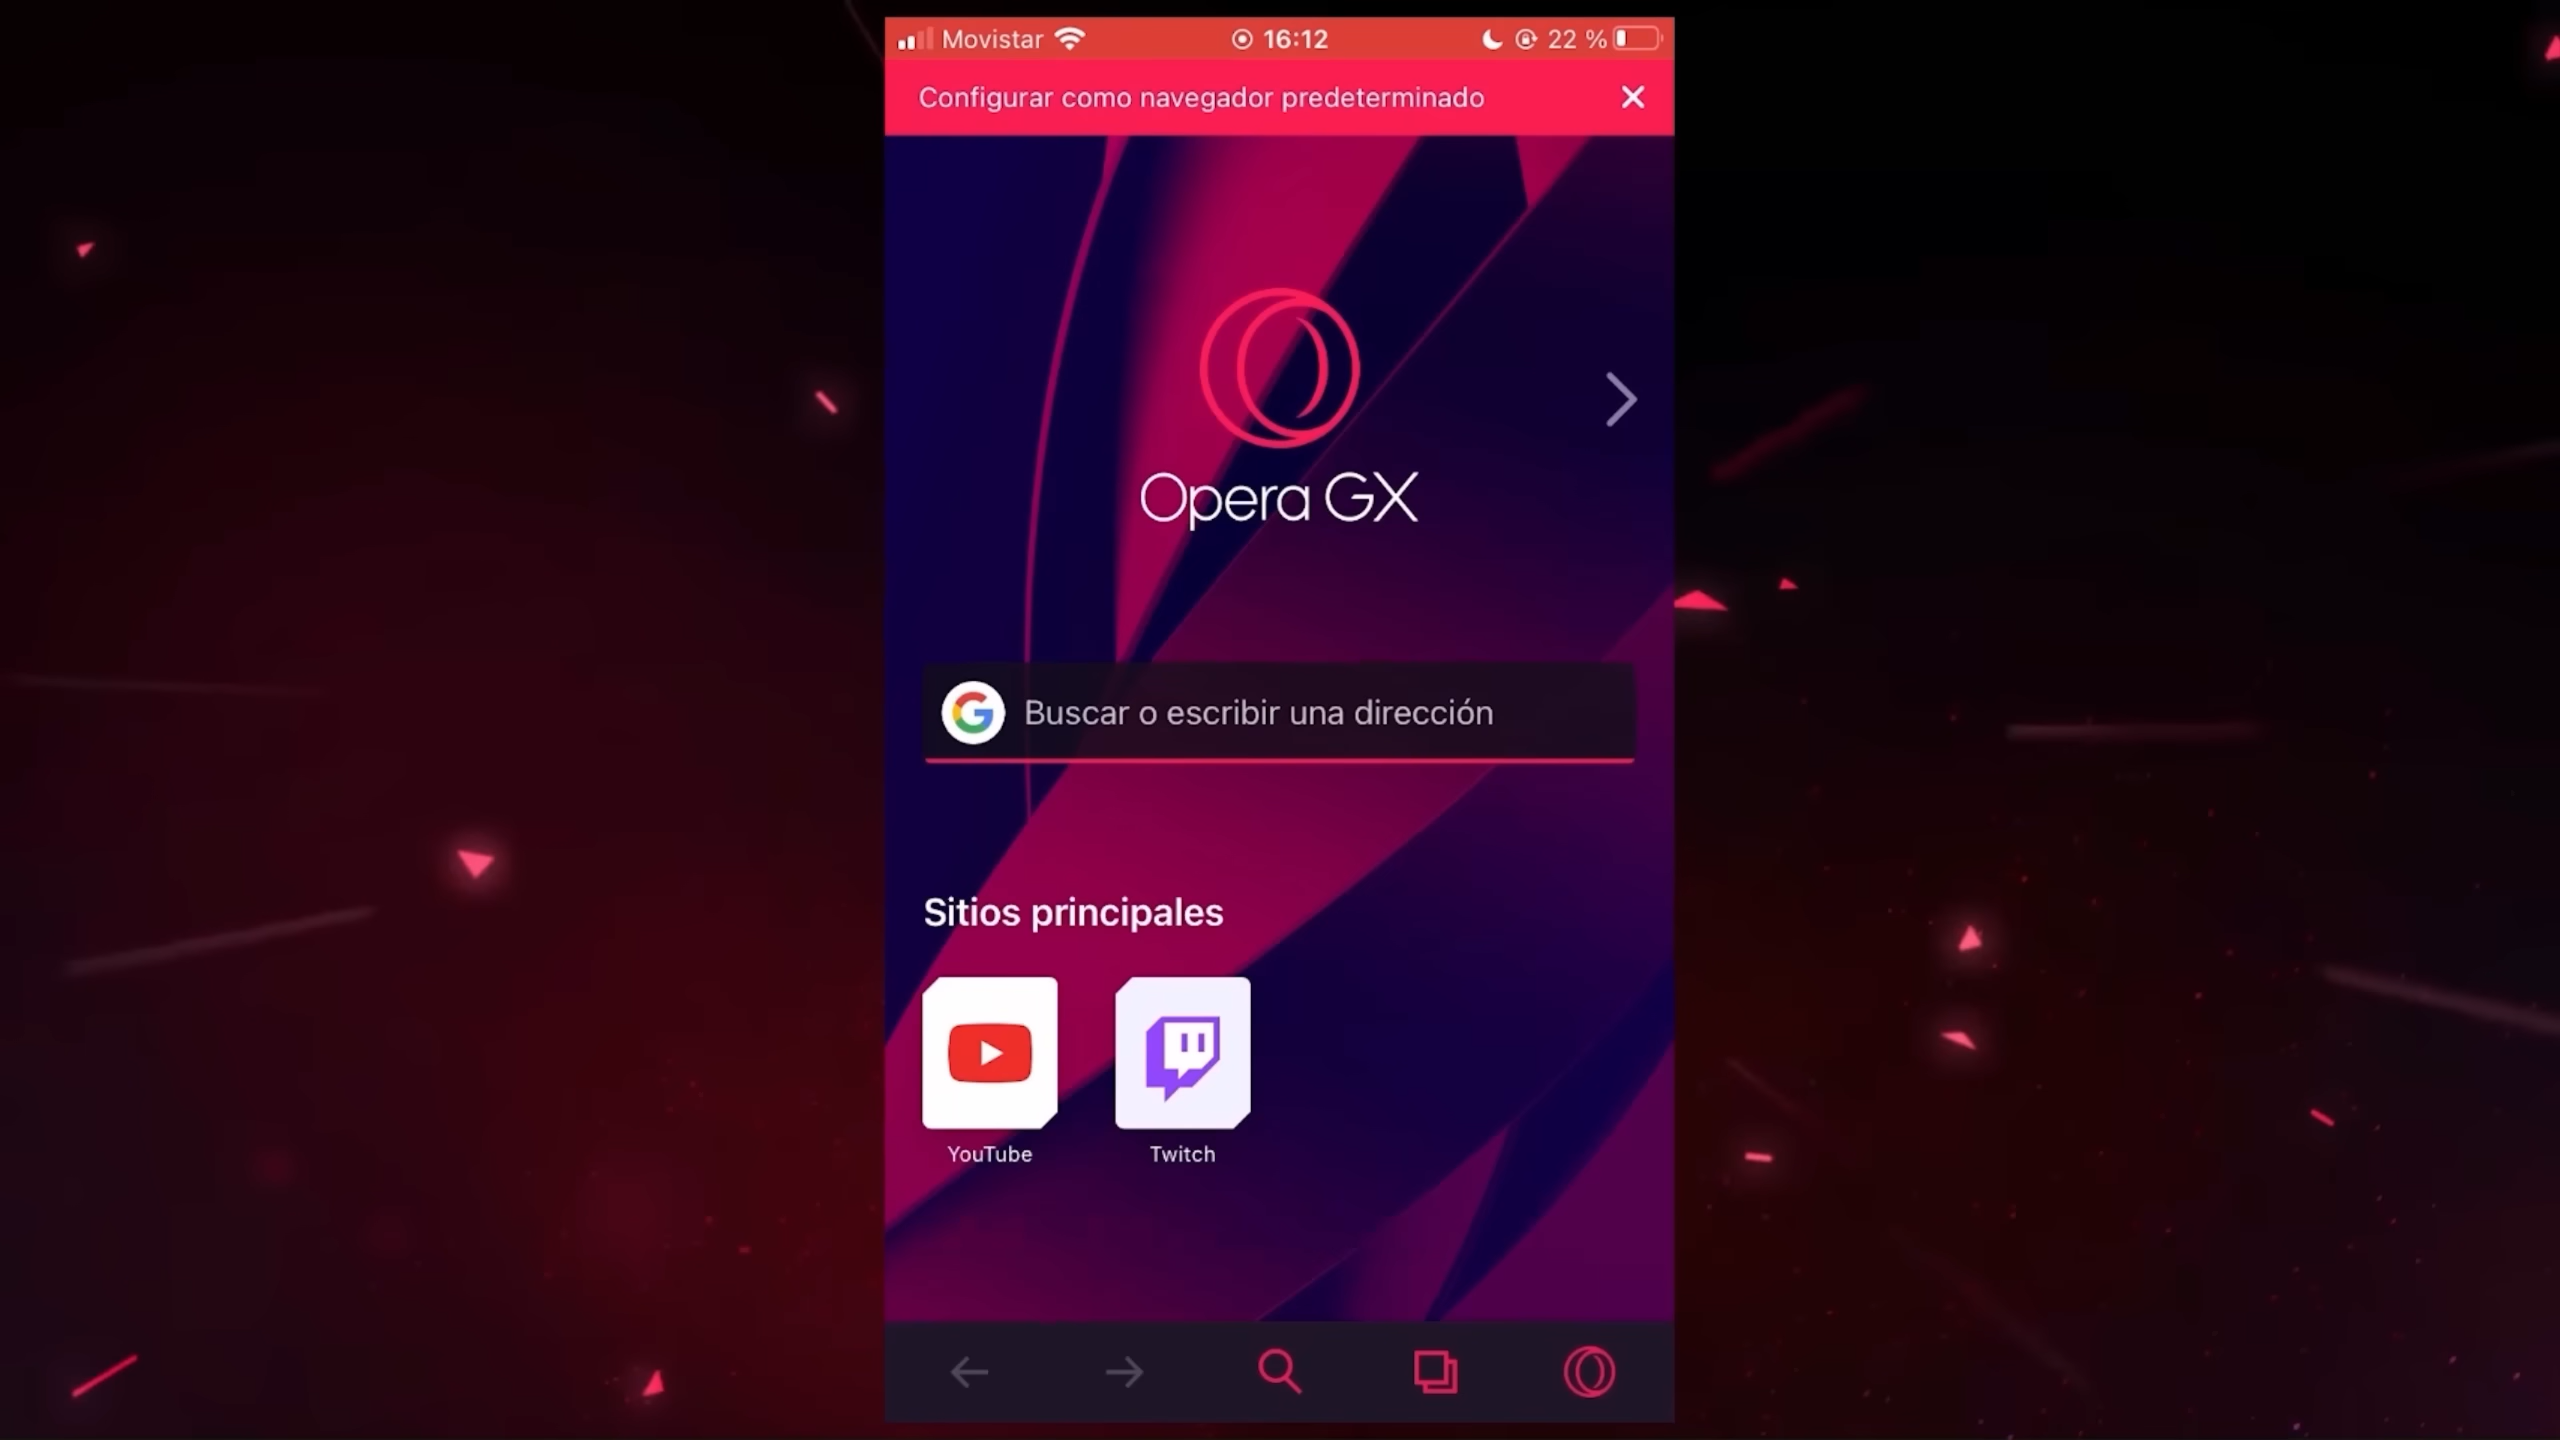 Movistar 16:12 22 %
Configurar como navegador predeterminado
Opera GX
Buscar o escribir una dirección
Sitios principales
YouTube Twitch